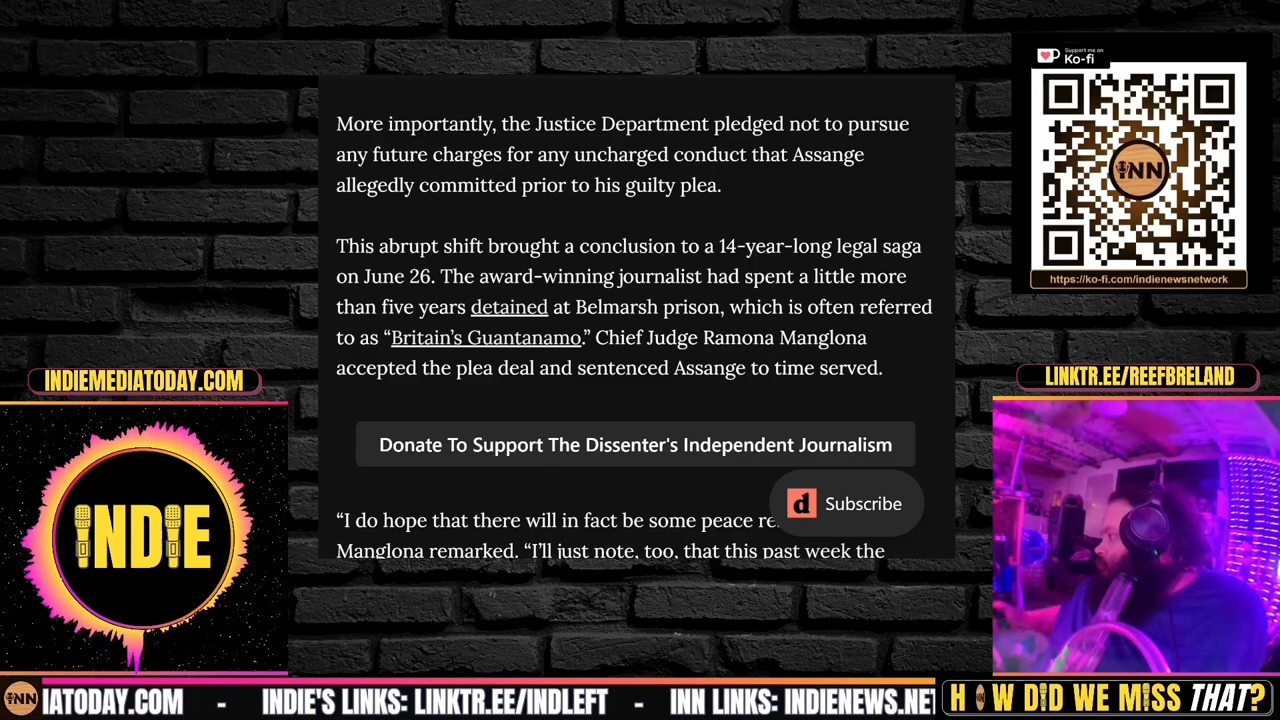 Support me on
Ko-fi
iNN
https://ko-fi.com/indienewsnetwork
More importantly, the Justice Department pledged not to pursue
any future charges for any uncharged conduct that Assange
allegedly committed prior to his guilty plea.
This abrupt shift brought a conclusion to a 14-year-long legal saga
on June 26. The award-winning journalist had spent a little more
than five years detained at Belmarsh prison, which is often referred
to as “Britain’s Guantanamo.” Chief Judge Ramona Manglona
accepted the plea deal and sentenced Assange to time served.
Donate To Support The Dissenter's Independent Journalism
d Subscribe
“I do hope that there will in fact be some peace re
Manglona remarked. “I’ll just note, too, that this past week the
INDIEMEDIATODAY.COM
INDIE
LINKTR.EE/REEFBRELAND
iNN
IATODAY.COM - INDIE'S LINKS: LINKTR.EE/INDLEFT - INN LINKS: INDIENEWS.NE
HOW DID WE MISS THAT?